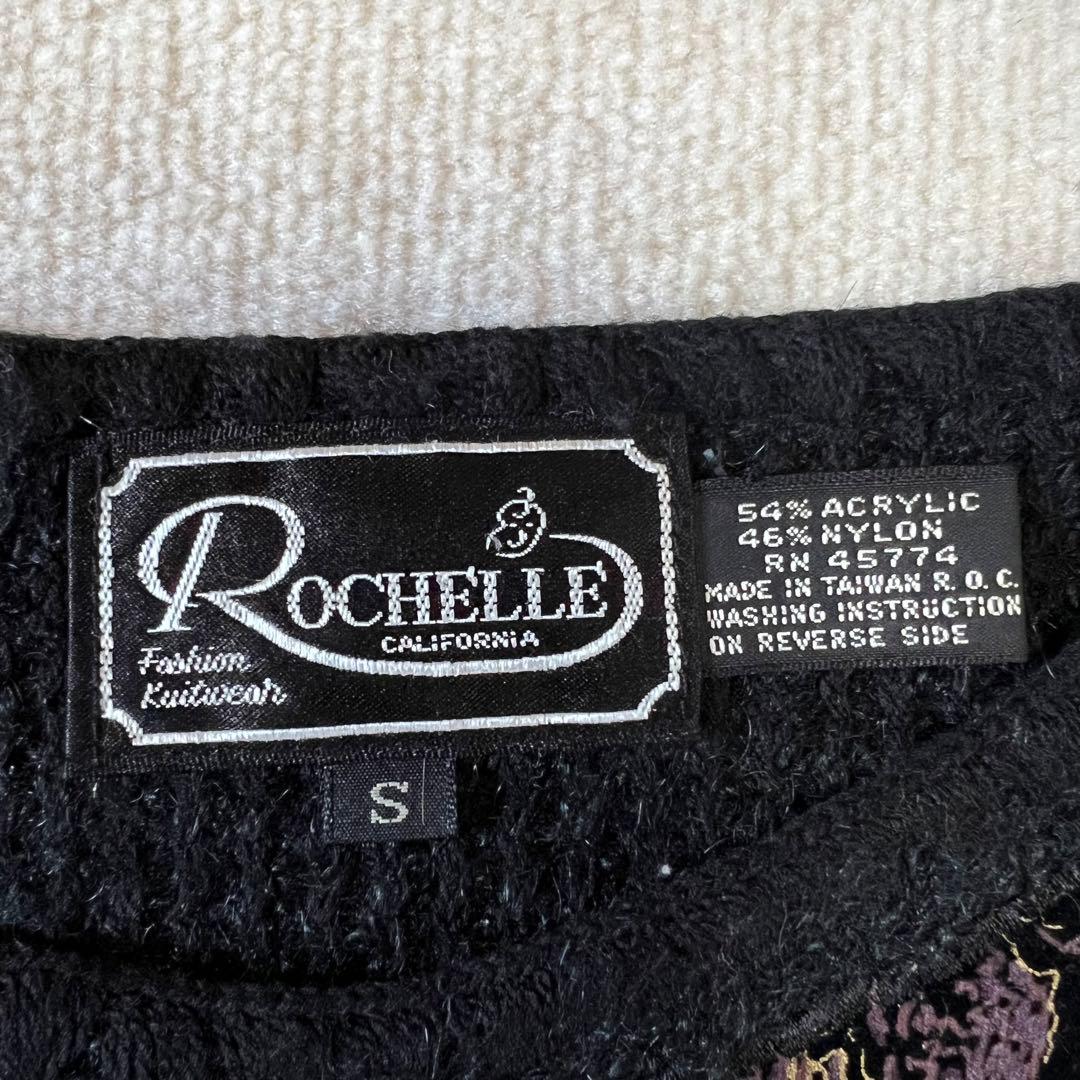 ROCHELLE
CALIFORNIA
Fashion
Knitwear
S
54% ACRYLIC
46% NYLON
RN 45774
MADE IN TAIWAN R.O.C.
WASHING INSTRUCTION
ON REVERSE SIDE